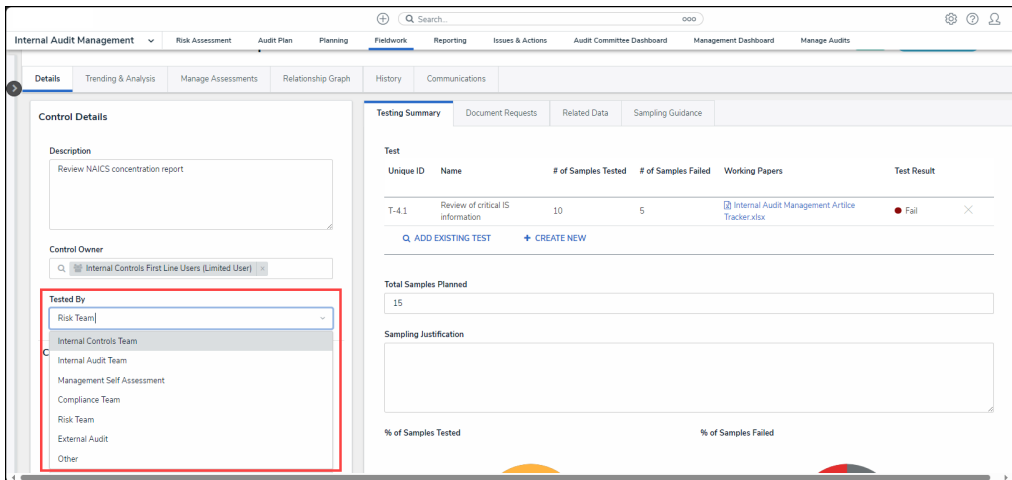 Search...
ooo
Internal Audit Management
Risk Assessment
Audit Plan
Planning
Fieldwork
Reporting
Issues & Actions
Audit Committee Dashboard
Management Dashboard
Manage Audits
Details
Trending & Analysis
Manage Assessments
Relationship Graph
History
Communications
Control Details
Description
Review NAICS concentration report
Control Owner
Internal Controls First Line Users (Limited User) ×
Tested By
Risk Team
Internal Controls Team
Internal Audit Team
Management Self Assessment
Compliance Team
Risk Team
External Audit
Other
Testing Summary
Document Requests
Related Data
Sampling Guidance
Test
Unique ID Name # of Samples Tested # of Samples Failed Working Papers Test Result
T-4.1 Review of critical IS information 10 5 Internal Audit Management Artilce Tracker.xlsx Fail
ADD EXISTING TEST + CREATE NEW
Total Samples Planned
15
Sampling Justification
% of Samples Tested % of Samples Failed